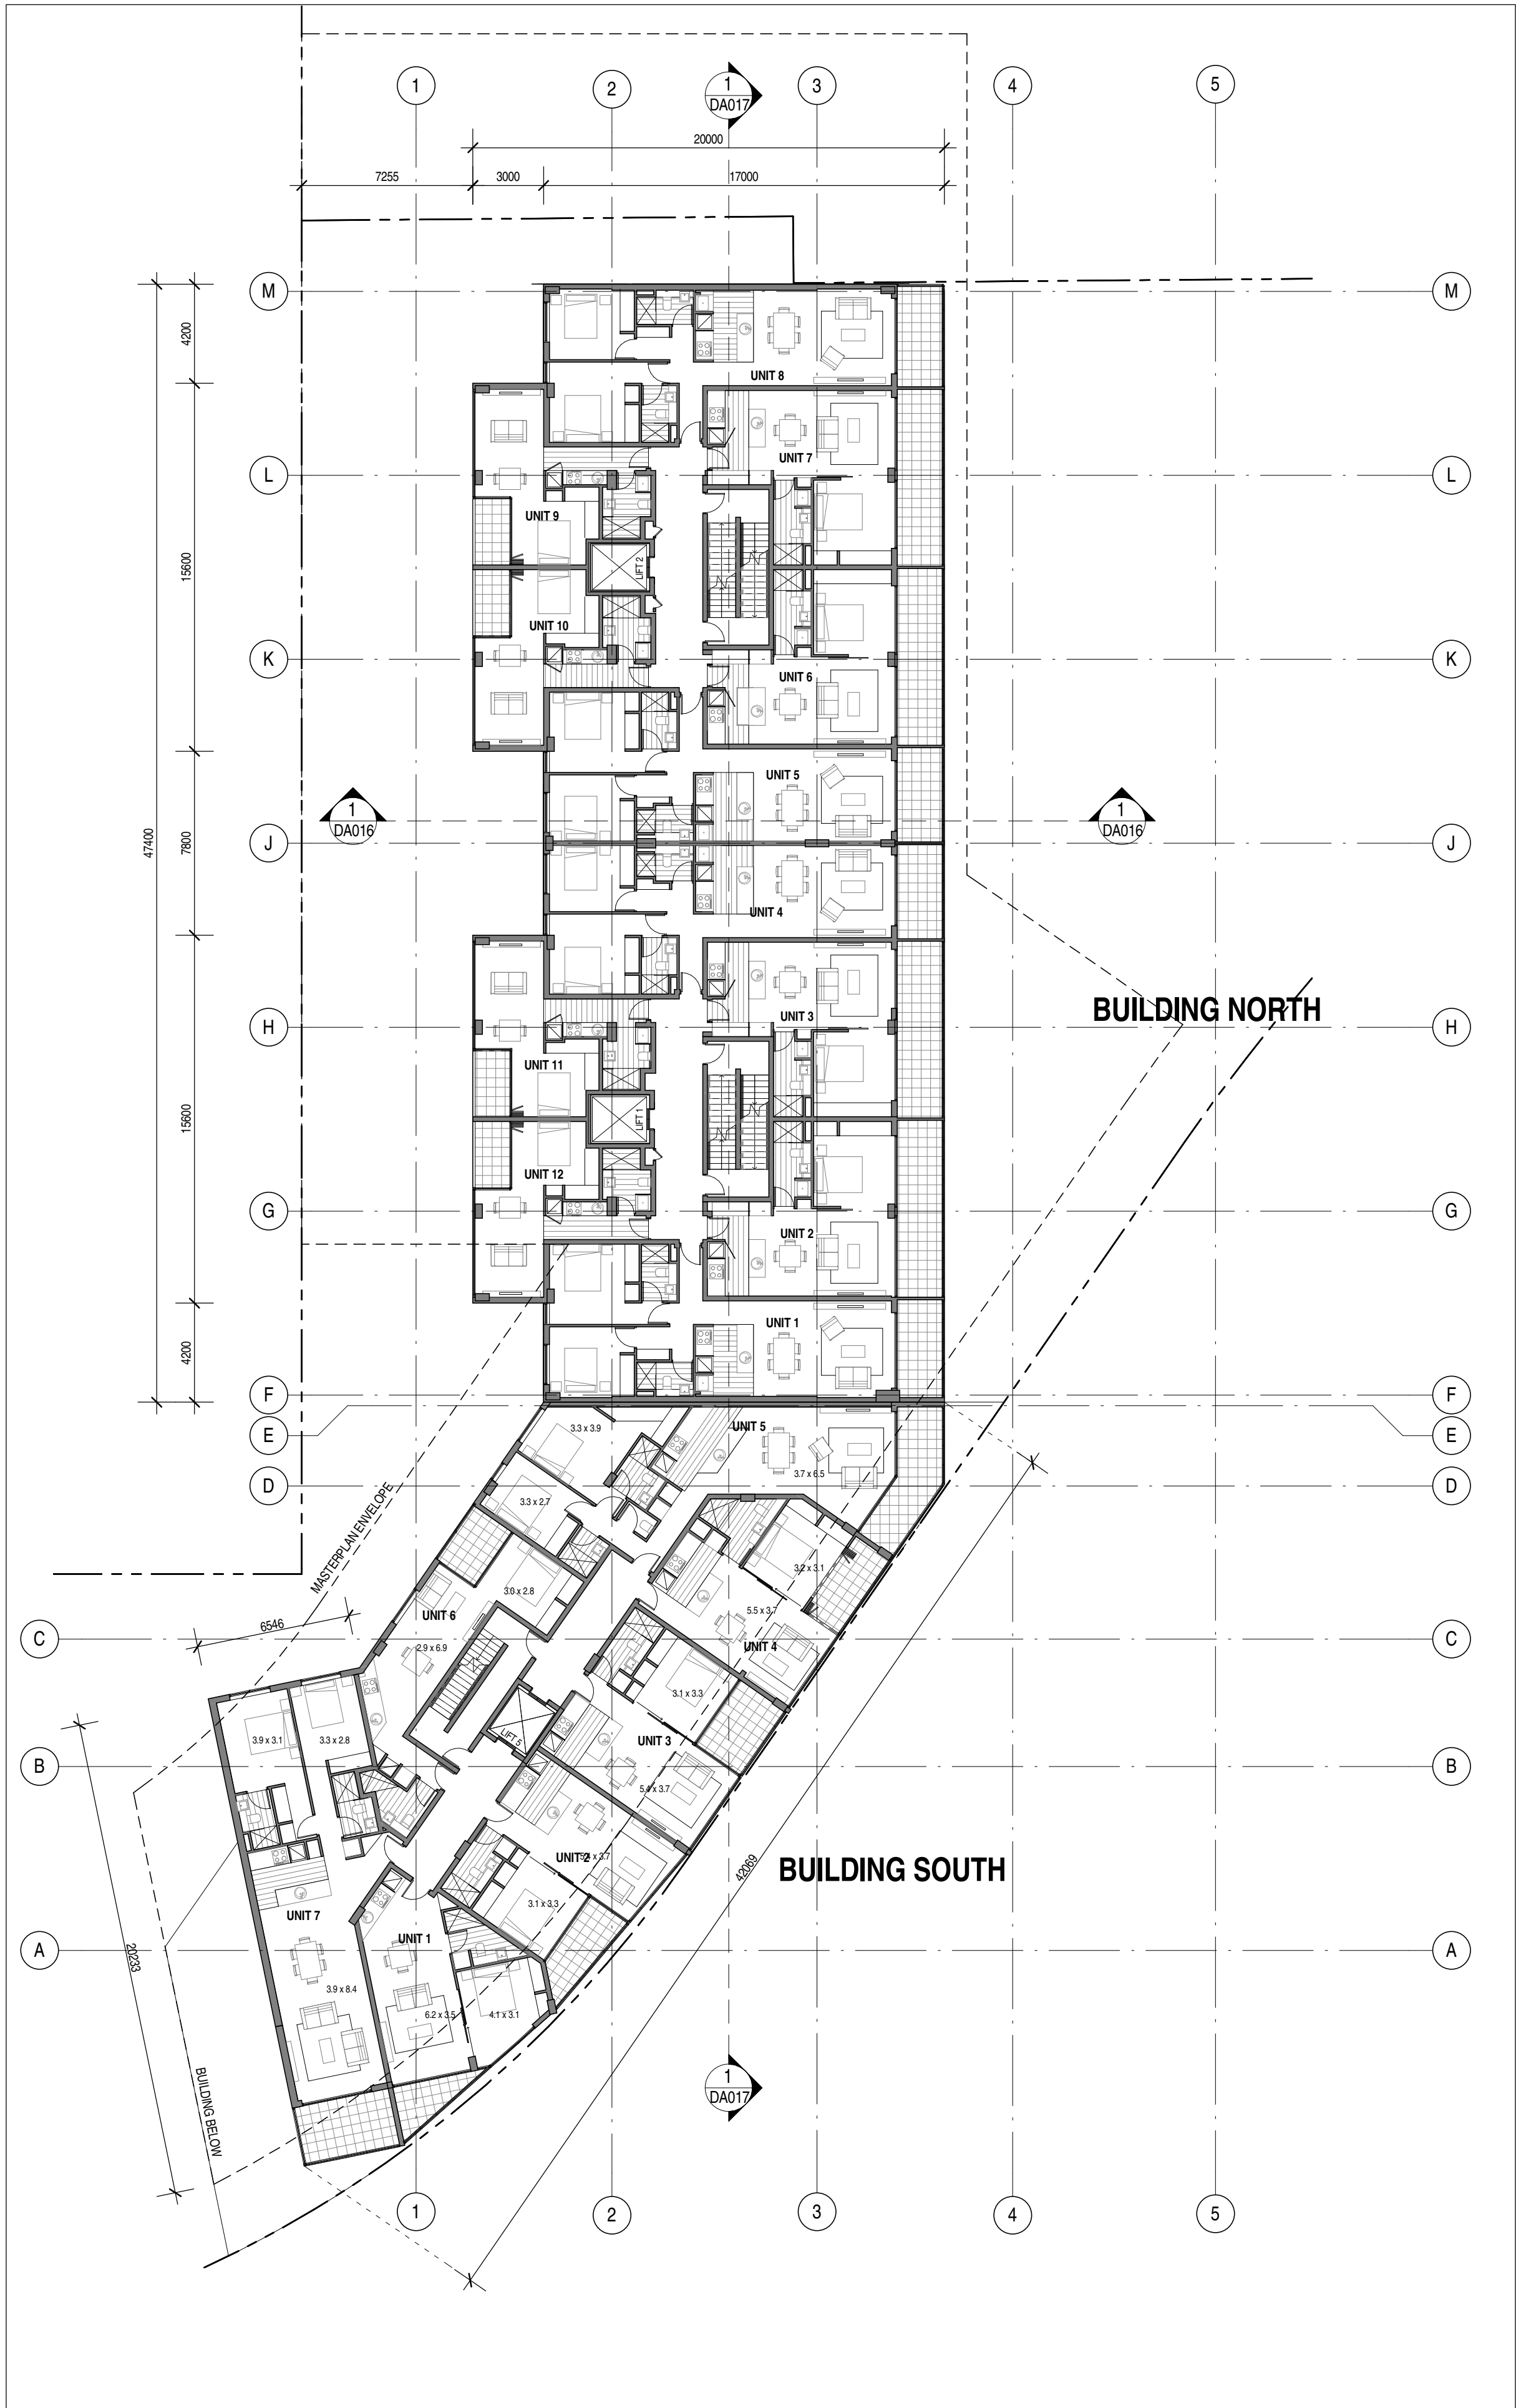 1
2
1
DA017
3
4
5
20000
7255
3000
17000
M
M
4200
UNIT 8
UNIT 7
L
L
UNIT 9
15600
LIFT 2
UNIT 10
K
K
UNIT 6
UNIT 5
1
DA016
1
DA016
47400
7800
J
J
UNIT 4
BUILDING NORTH
UNIT 3
H
H
UNIT 11
15600
LIFT 1
UNIT 12
G
G
UNIT 2
UNIT 1
4200
F
F
E
E
3.3 x 3.9
UNIT 5
3.7 x 6.5
D
D
3.3 x 2.7
MASTERPLAN ENVELOPE
3.0 x 2.8
3.2 x 3.1
5.5 x 3.7
UNIT 6
6546
C
C
2.9 x 6.9
UNIT 4
3.1 x 3.3
3.9 x 3.1
3.3 x 2.8
LIFT 5
UNIT 3
B
B
5.4 x 3.7
UNIT 2
42069
BUILDING SOUTH
3.1 x 3.3
UNIT 7
UNIT 1
A
A
20233
3.9 x 8.4
6.2 x 3.5
4.1 x 3.1
BUILDING BELOW
1
DA017
1
2
3
4
5